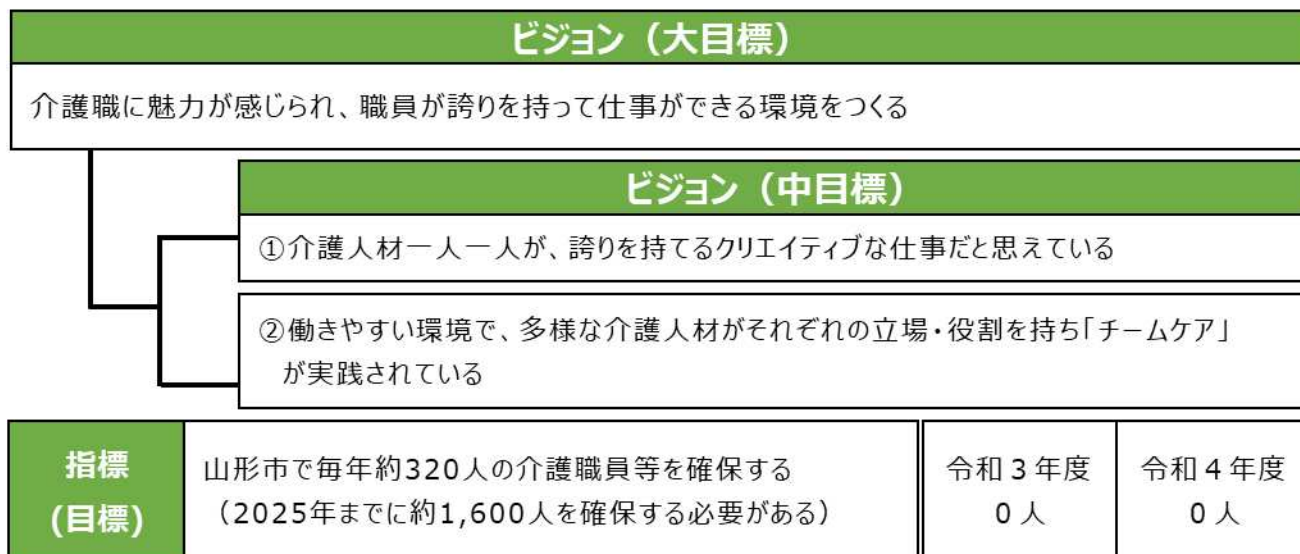 ビジョン（大目標）
介護職に魅力が感じられ、職員が誇りを持って仕事ができる環境をつくる
ビジョン（中目標）
①介護人材一人一人が、誇りを持てるクリエイティブな仕事だと思えている
②働きやすい環境で、多様な介護人材がそれぞれの立場・役割を持ち「チームケア」
が実践されている
指標
(目標)
山形市で毎年約320人の介護職員等を確保する
（2025年までに約1,600人を確保する必要がある）
令和３年度
０人
令和４年度
０人